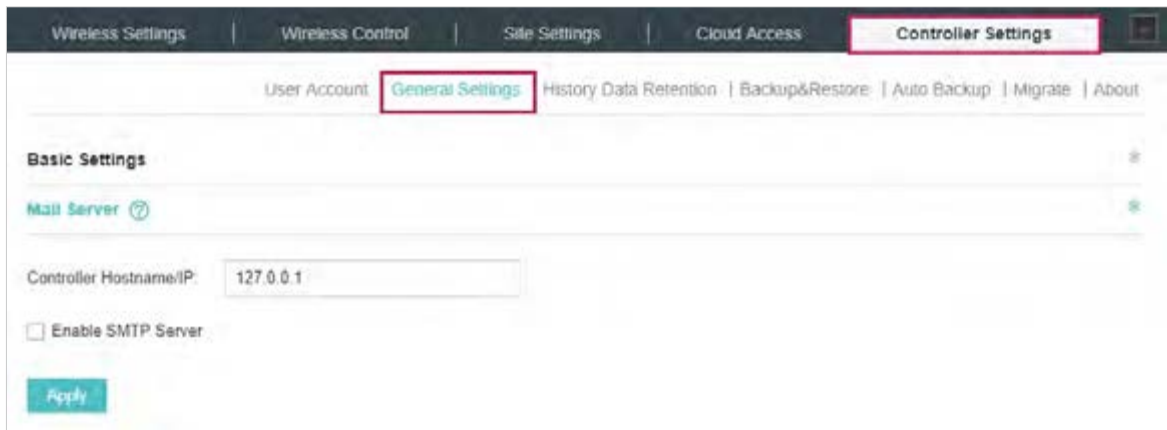 Wireless Settings | Wireless Control | Site Settings | Cloud Access Controller Settings
User Account General Settings History Data Retention | Backup&Restore | Auto Backup | Migrate | About
Basic Settings
Mail Server ?
Controller Hostname/IP: 127.0.0.1
Enable SMTP Server
Apply